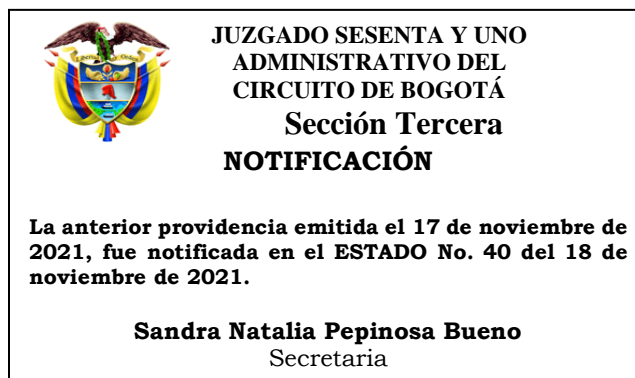 JUZGADO SESENTA Y UNO
ADMINISTRATIVO DEL
CIRCUITO DE BOGOTÁ
Sección Tercera
NOTIFICACIÓN
La anterior providencia emitida el 17 de noviembre de
2021, fue notificada en el ESTADO No. 40 del 18 de
noviembre de 2021.
Sandra Natalia Pepinosa Bueno
Secretaria